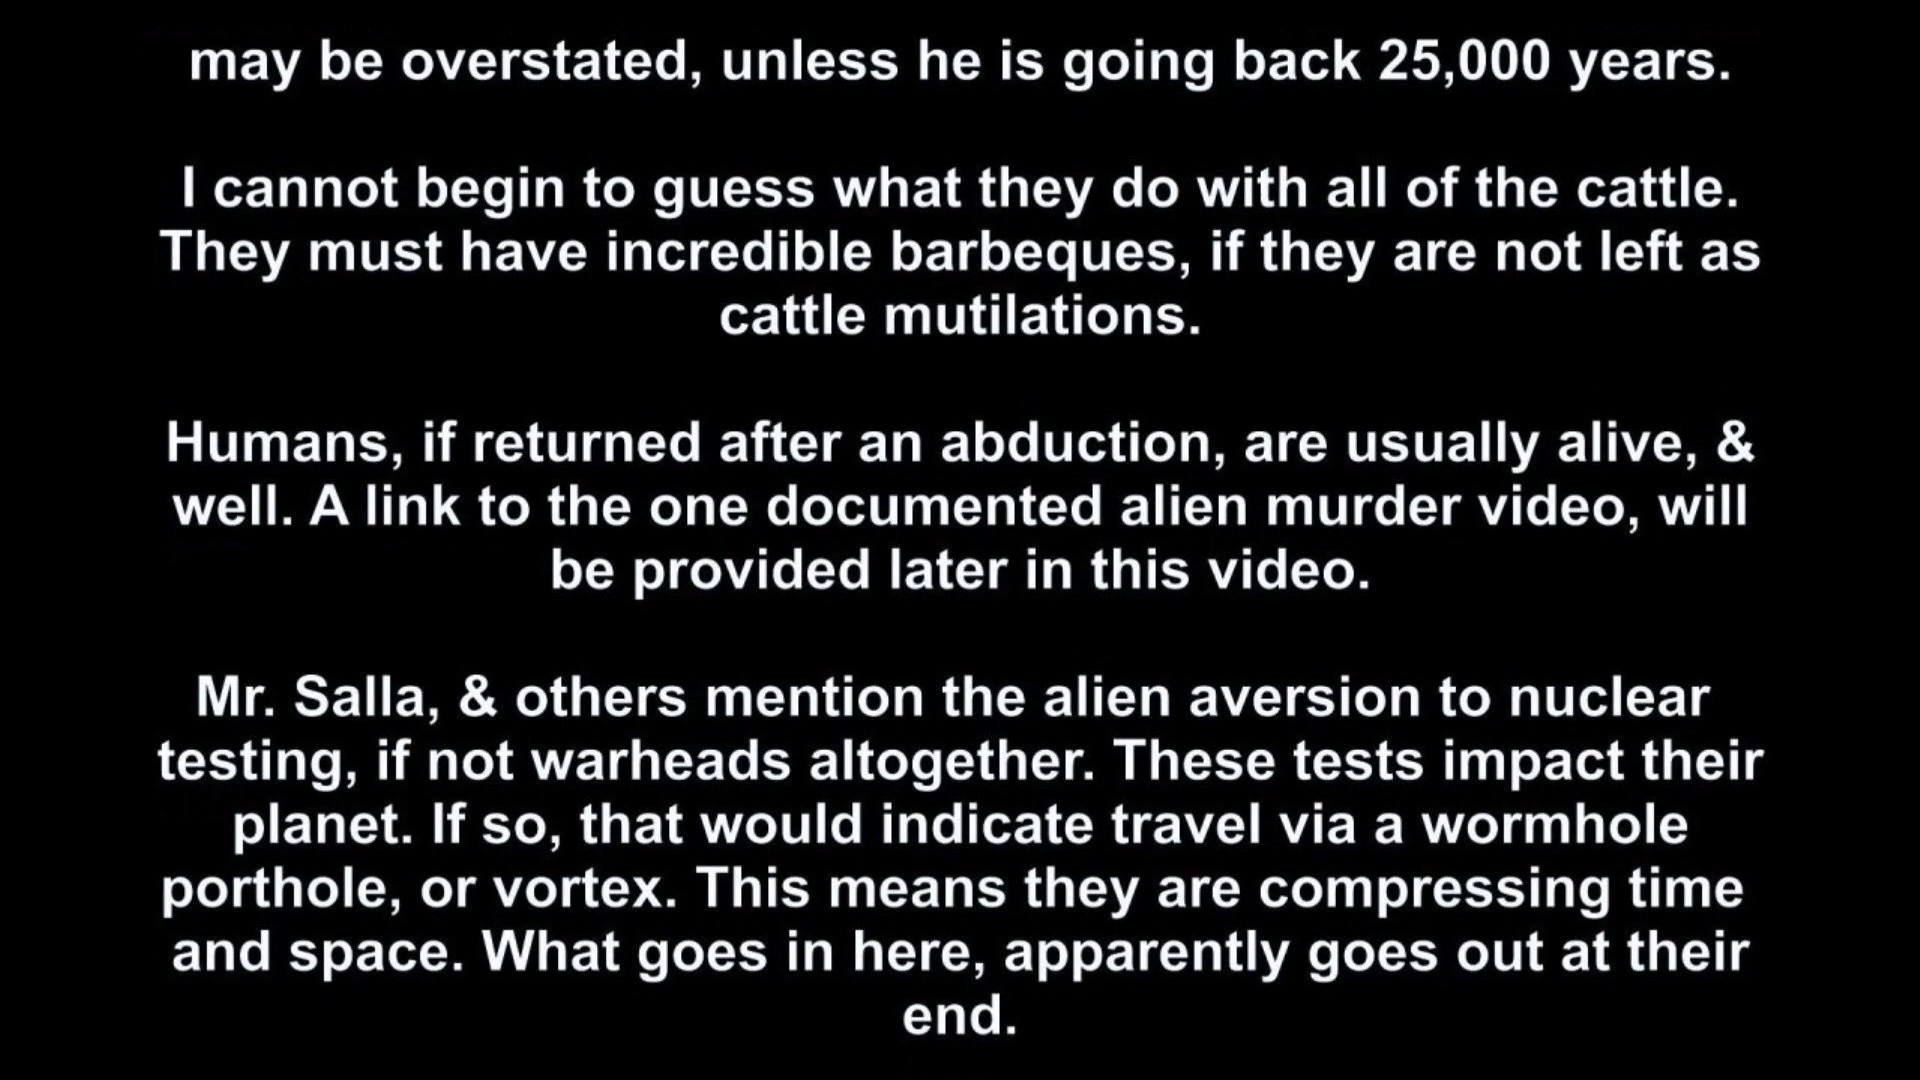 may be overstated, unless he is going back 25,000 years.
I cannot begin to guess what they do with all of the cattle.
They must have incredible barbeques, if they are not left as
cattle mutilations.
Humans, if returned after an abduction, are usually alive, &
well. A link to the one documented alien murder video, will
be provided later in this video.
Mr. Salla, & others mention the alien aversion to nuclear
testing, if not warheads altogether. These tests impact their
planet. If so, that would indicate travel via a wormhole
porthole, or vortex. This means they are compressing time
and space. What goes in here, apparently goes out at their
end.